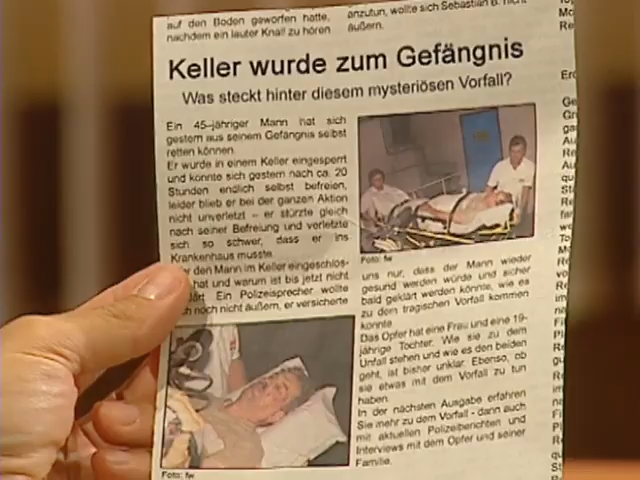 auf den Boden geworfen hatte,
nachdem ein lauter Knall zu hören
anzutun, wollte sich Sebastian B. nicht
äußern.
Keller wurde zum Gefängnis
Was steckt hinter diesem mysteriösen Vorfall?
Ein 45-jähriger Mann hat sich
gestern aus seinem Gefängnis selbst
retten können.
Er wurde in einem Keller eingesperrt
und konnte sich gestern nach ca. 20
Stunden endlich selbst befreien,
leider blieb er bei der ganzen Aktion
nicht unverletzt - er stürzte gleich
nach seiner Befreiung und verletzte
sich so schwer, dass er ins
Krankenhaus musste.
den Mann im Keller eingeschlos-
hat und warum ist bis jetzt nicht
Ein Polizeisprecher wollte
noch nicht äußern, er versicherte
Foto: fw
Foto: fw
uns nur, dass der Mann wieder
gesund werden würde und sicher
bald geklärt werden könnte, wie es
zu dem tragischen Vorfall kommen
konnte.
Das Opfer hat eine Frau und eine 19-
jährige Tochter. Wie sie zu dem
Unfall stehen und wie es den beiden
geht, ist bisher unklar. Ebenso, ob
sie etwas mit dem Vorfall zu tun
haben.
In der nächsten Ausgabe erfahren
Sie mehr zu dem Vorfall - dann auch
mit aktuellen Polizeiberichten und
Interviews mit dem Opfer und seiner
Familie.